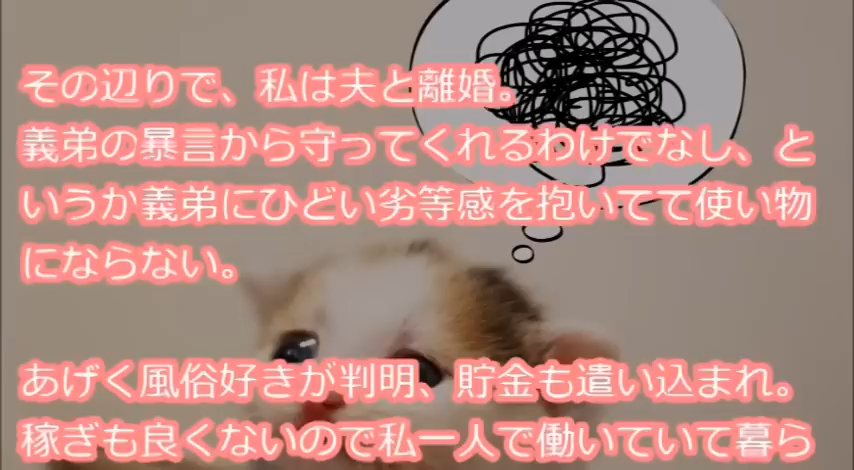 その辺りで、私は夫と離婚。
義弟の暴言から守ってくれるわけでなし、と
いうか義弟にひどい劣等感を抱いてて使い物
にならない。
あげく風俗好きが判明、貯金も遣い込まれ。
稼ぎも良くないので私一人で働いていて暮ら